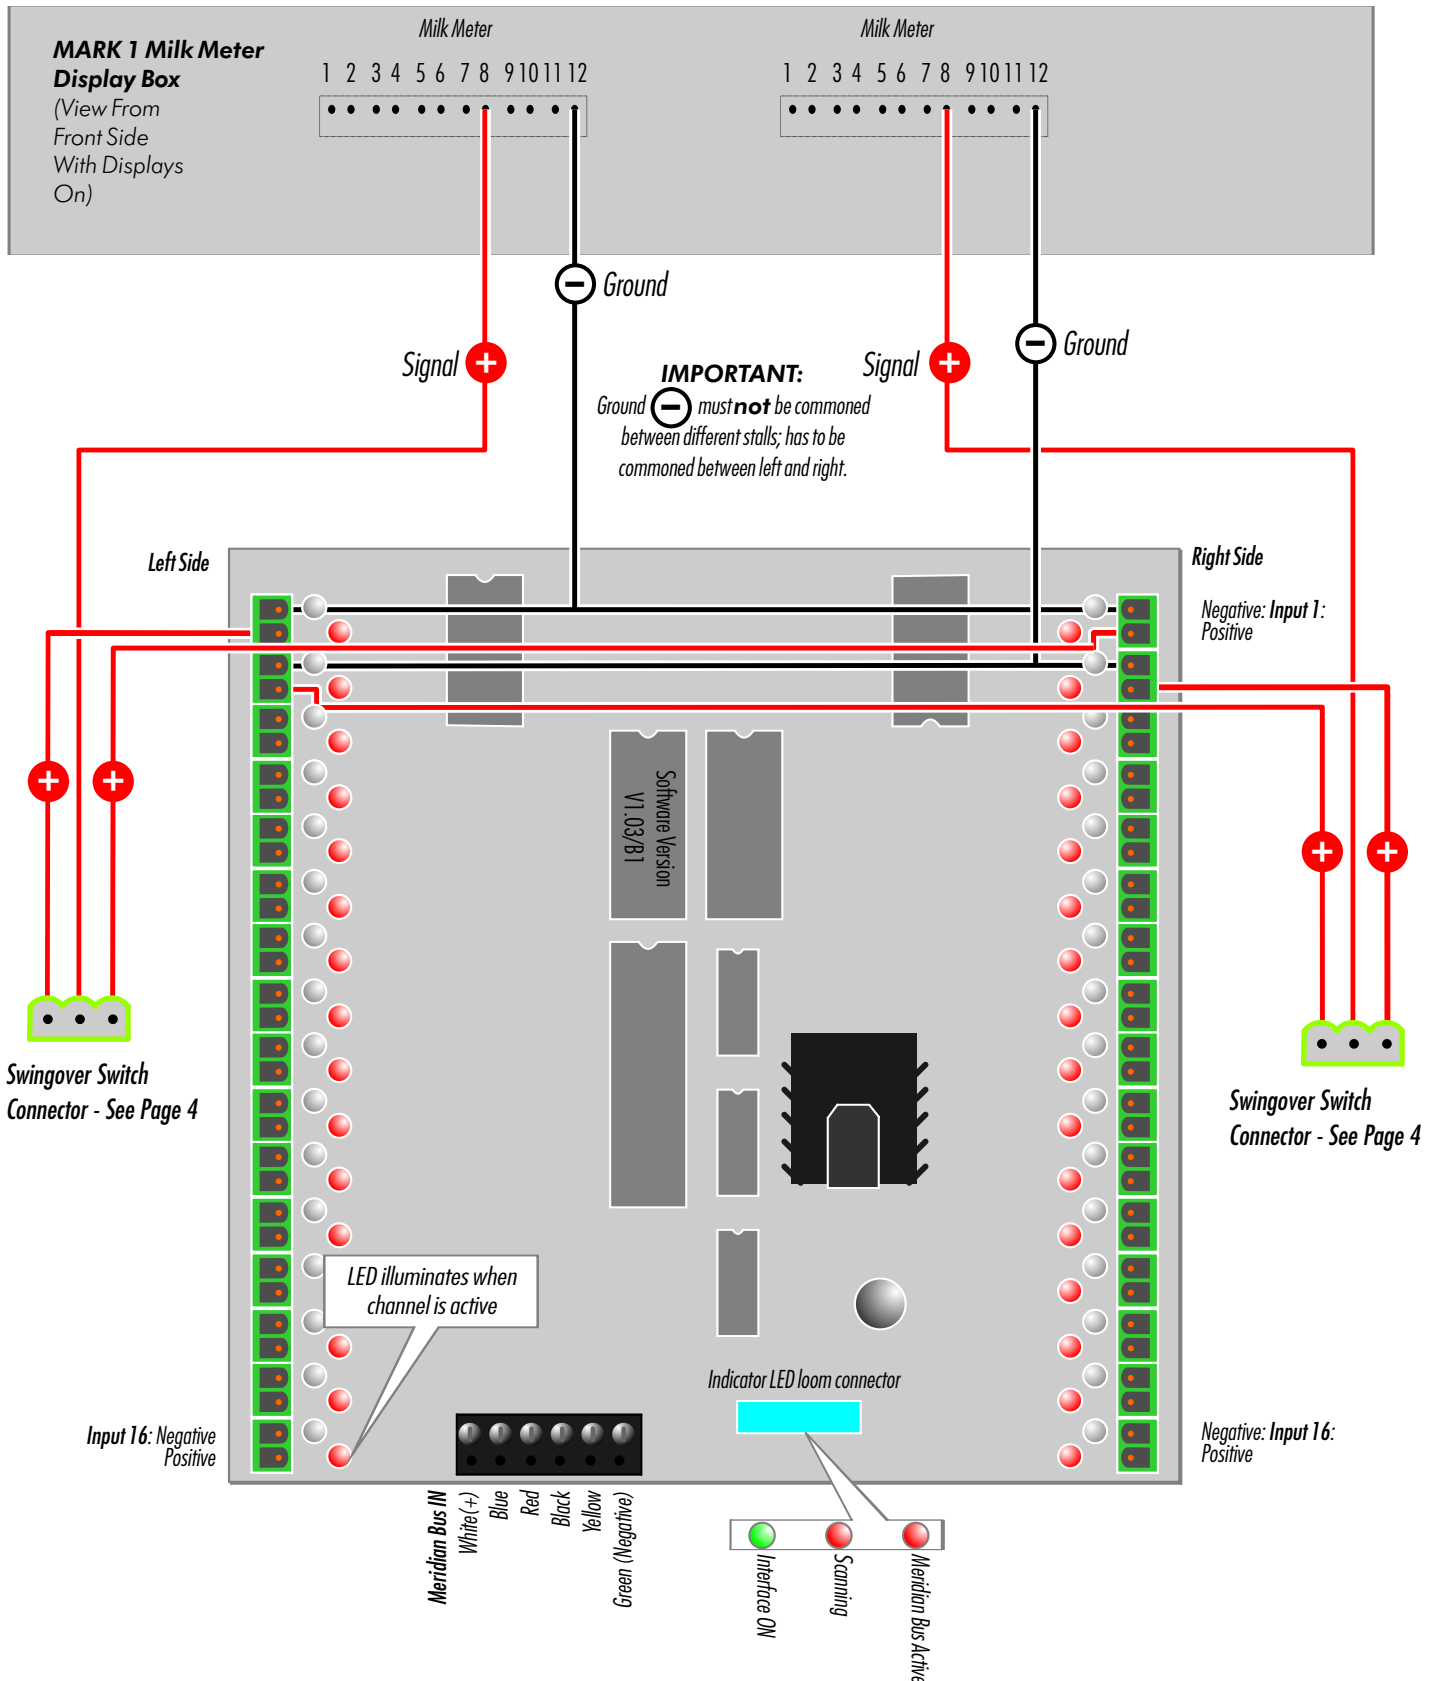 MARK 1 Milk Meter
Display Box
(View From
Front Side
With Displays
On)
Milk Meter
1 2 3 4 5 6 7 8 9 10 11 12
Milk Meter
1 2 3 4 5 6 7 8 9 10 11 12
Ground
Ground
Signal +
Signal +
IMPORTANT:
Ground − must not be commoned
between different stalls; has to be
commoned between left and right.
Left Side
Right Side
Negative: Input 1:
Positive
Software Version
V1.03/B1
+ +
+ +
Swingover Switch
Connector - See Page 4
Swingover Switch
Connector - See Page 4
LED illuminates when
channel is active
Indicator LED loom connector
Input 16: Negative
Positive
Negative: Input 16:
Positive
Meridian Bus IN
White(+)
Blue
Red
Black
Yellow
Green (Negative)
Interface ON
Scanning
Meridian Bus Active